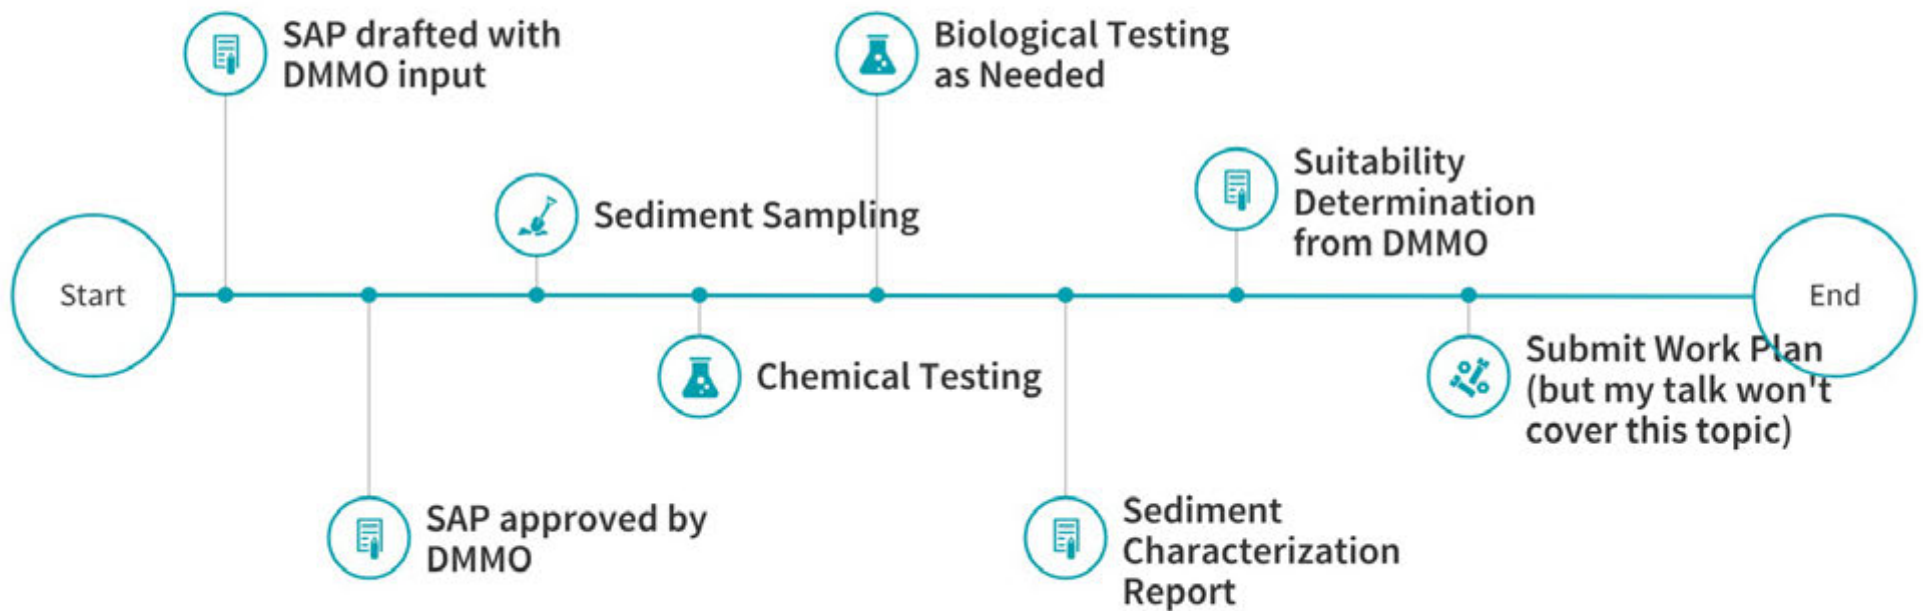 Start
SAP drafted with
DMMO input
SAP approved by
DMMO
Sediment Sampling
Chemical Testing
Biological Testing
as Needed
Sediment
Characterization
Report
Suitability
Determination
from DMMO
Submit Work Plan
(but my talk won't
cover this topic)
End